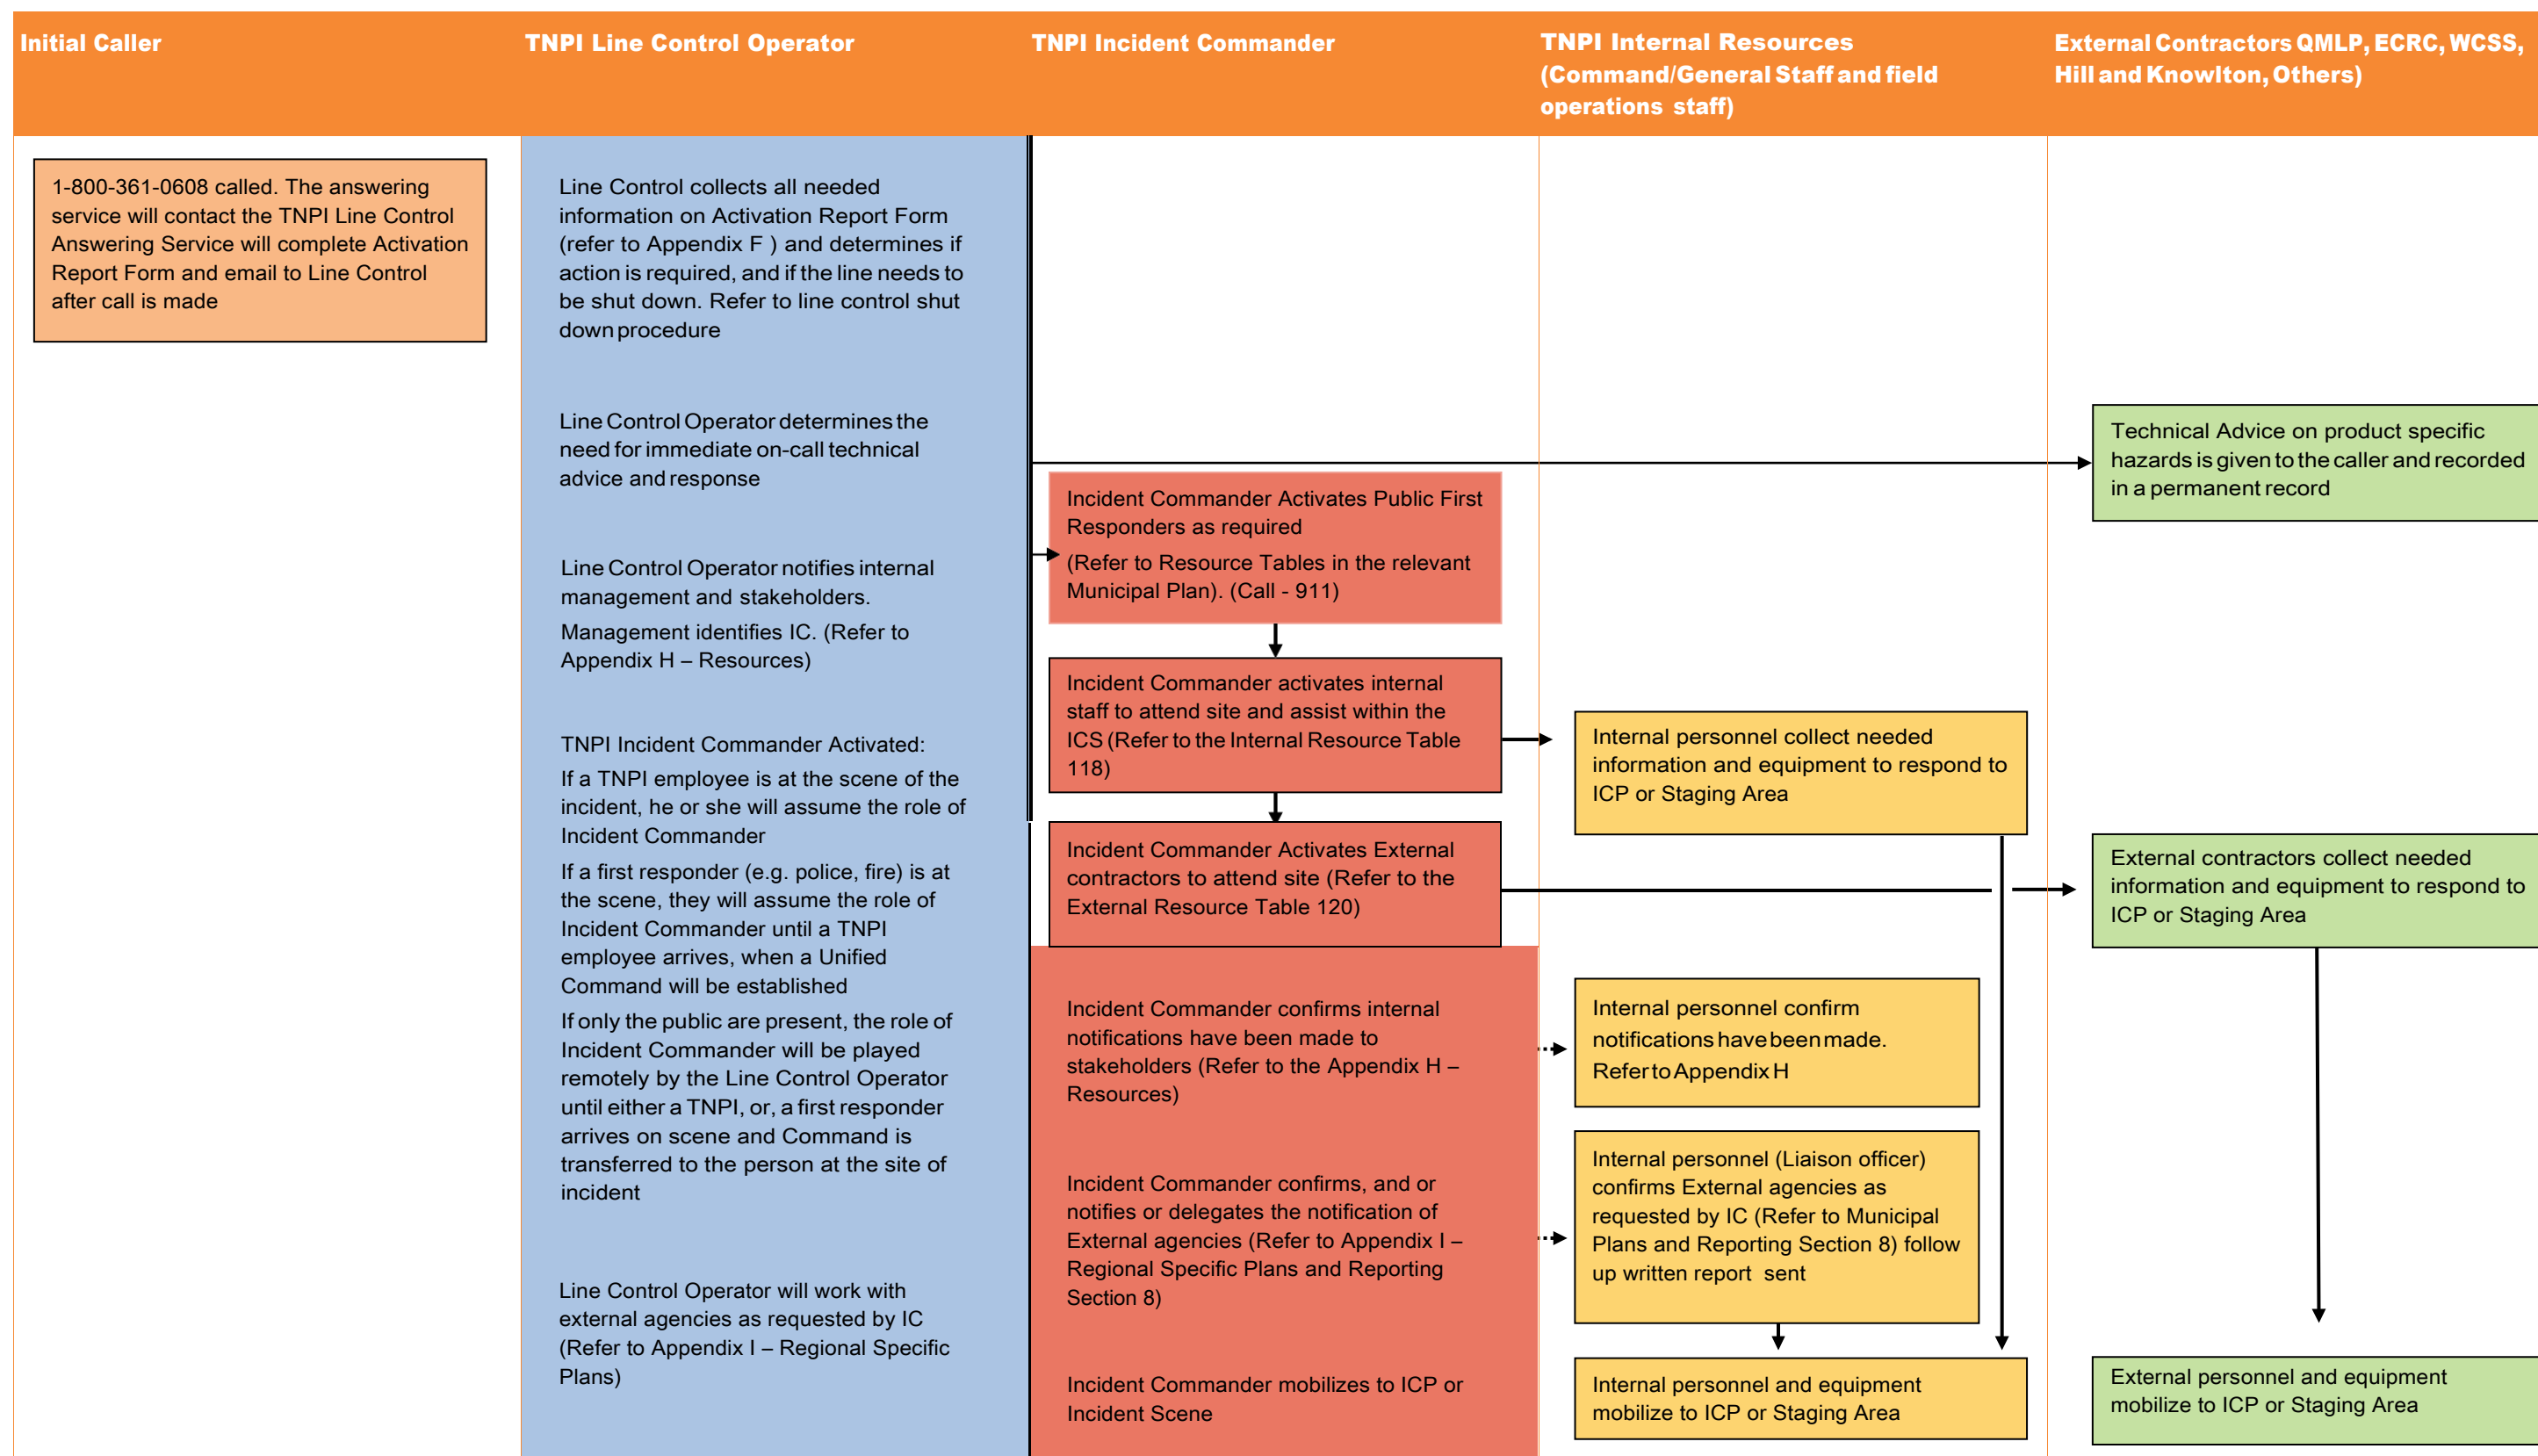 Initial Caller
TNPI Line Control Operator
TNPI Incident Commander
TNPI Internal Resources
(Command/General Staff and field
operations staff)
External Contractors QMLP, ECRC, WCSS,
Hill and Knowlton, Others)
1-800-361-0608 called. The answering
service will contact the TNPI Line Control
Answering Service will complete Activation
Report Form and email to Line Control
after call is made
Line Control collects all needed
information on Activation Report Form
(refer to Appendix F ) and determines if
action is required, and if the line needs to
be shut down. Refer to line control shut
down procedure
Line Control Operator determines the
need for immediate on-call technical
advice and response
Line Control Operator notifies internal
management and stakeholders.
Management identifies IC. (Refer to
Appendix H – Resources)
TNPI Incident Commander Activated:
If a TNPI employee is at the scene of the
incident, he or she will assume the role of
Incident Commander
If a first responder (e.g. police, fire) is at
the scene, they will assume the role of
Incident Commander until a TNPI
employee arrives, when a Unified
Command will be established
If only the public are present, the role of
Incident Commander will be played
remotely by the Line Control Operator
until either a TNPI, or, a first responder
arrives on scene and Command is
transferred to the person at the site of
incident
Line Control Operator will work with
external agencies as requested by IC
(Refer to Appendix I – Regional Specific
Plans)
Incident Commander Activates Public First
Responders as required
(Refer to Resource Tables in the relevant
Municipal Plan). (Call - 911)
Incident Commander activates internal
staff to attend site and assist within the
ICS (Refer to the Internal Resource Table
118)
Incident Commander Activates External
contractors to attend site (Refer to the
External Resource Table 120)
Incident Commander confirms internal
notifications have been made to
stakeholders (Refer to the Appendix H –
Resources)
Incident Commander confirms, and or
notifies or delegates the notification of
External agencies (Refer to Appendix I –
Regional Specific Plans and Reporting
Section 8)
Incident Commander mobilizes to ICP or
Incident Scene
Internal personnel collect needed
information and equipment to respond to
ICP or Staging Area
Internal personnel confirm
notifications have been made.
Refer to Appendix H
Internal personnel (Liaison officer)
confirms External agencies as
requested by IC (Refer to Municipal
Plans and Reporting Section 8) follow
up written report sent
Internal personnel and equipment
mobilize to ICP or Staging Area
Technical Advice on product specific
hazards is given to the caller and recorded
in a permanent record
External contractors collect needed
information and equipment to respond to
ICP or Staging Area
External personnel and equipment
mobilize to ICP or Staging Area